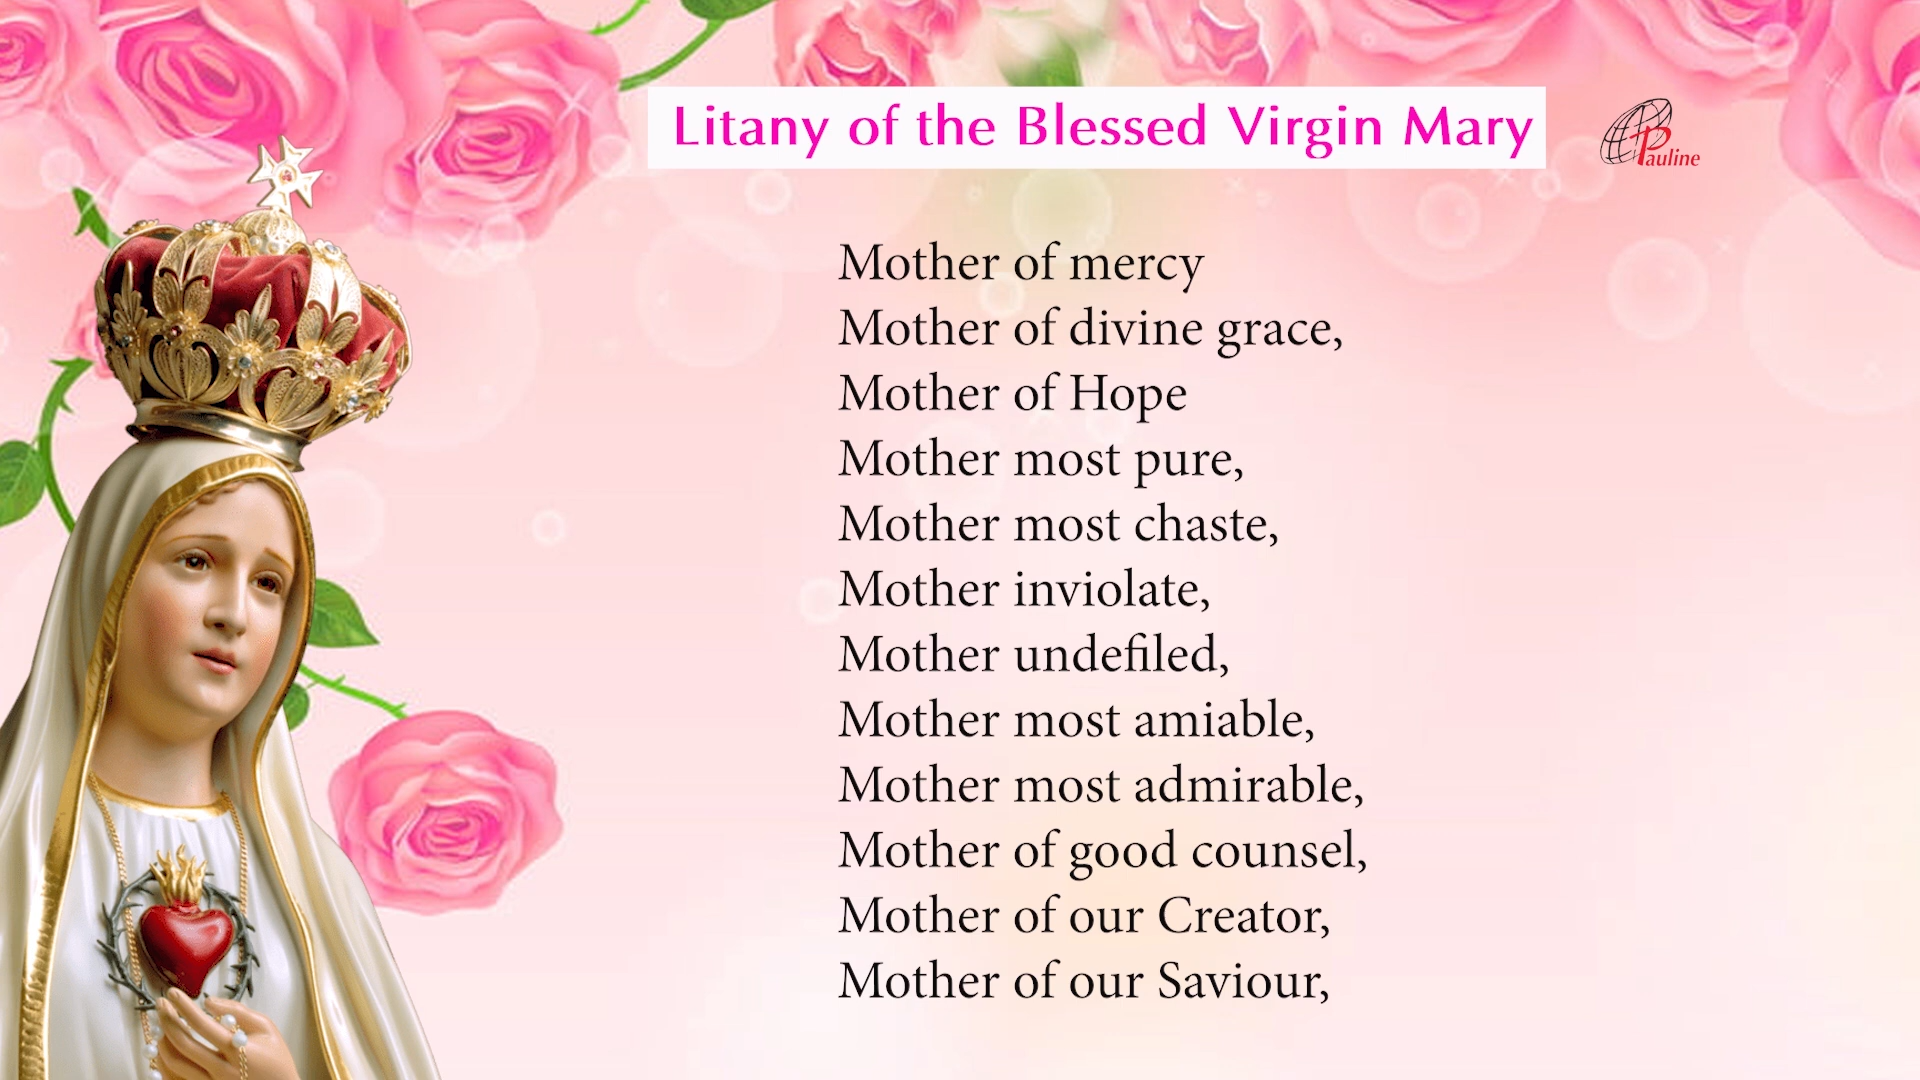 Litany of the Blessed Virgin Mary
Pauline
Mother of mercy
Mother of divine grace,
Mother of Hope
Mother most pure,
Mother most chaste,
Mother inviolate,
Mother undefiled,
Mother most amiable,
Mother most admirable,
Mother of good counsel,
Mother of our Creator,
Mother of our Saviour,